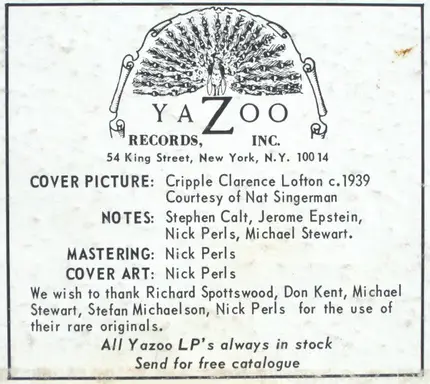 YAZOO
RECORDS, INC.
54 King Street, New York, N.Y. 10014
COVER PICTURE: Cripple Clarence Lofton c.1939
Courtesy of Nat Singerman
NOTES: Stephen Calt, Jerome Epstein,
Nick Perls, Michael Stewart.
MASTERING: Nick Perls
COVER ART: Nick Perls
We wish to thank Richard Spottswood, Don Kent, Michael
Stewart, Stefan Michaelson, Nick Perls for the use of
their rare originals.
All Yazoo LP's always in stock
Send for free catalogue